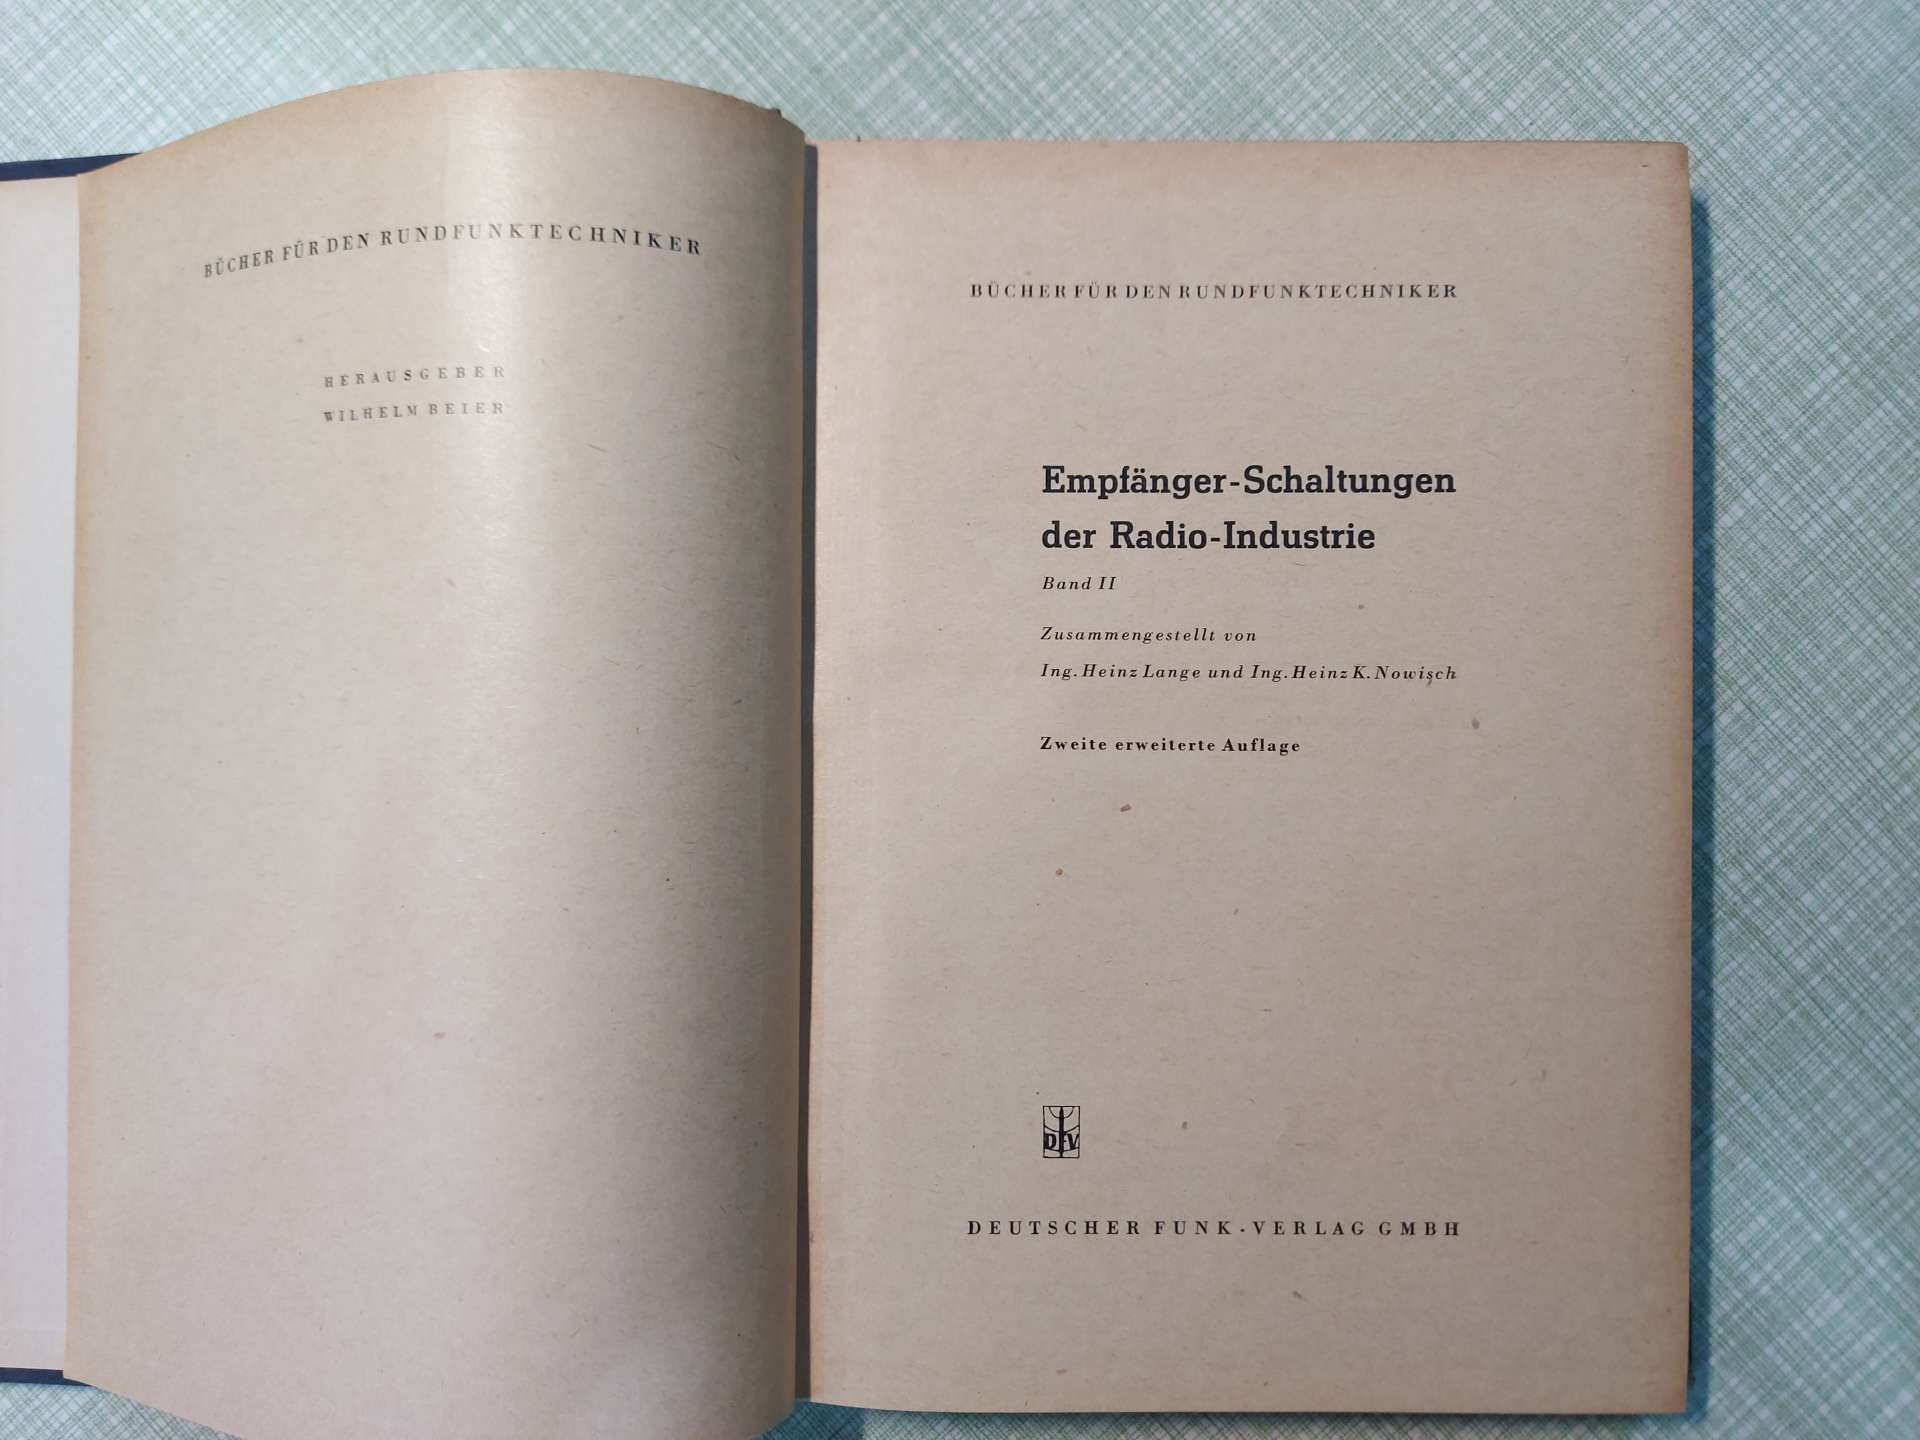 BÜCHER FÜR DEN RUNDFUNKTECHNIKER
HERAUSGEBER
WILHELM BEIER
BÜCHER FÜR DEN RUNDFUNKTECHNIKER
Empfänger-Schaltungen
der Radio-Industrie
Band II
Zusammengestellt von
Ing. Heinz Lange und Ing. Heinz K. Nowisch
Zweite erweiterte Auflage
DFV
DEUTSCHER FUNK-VERLAG GMBH